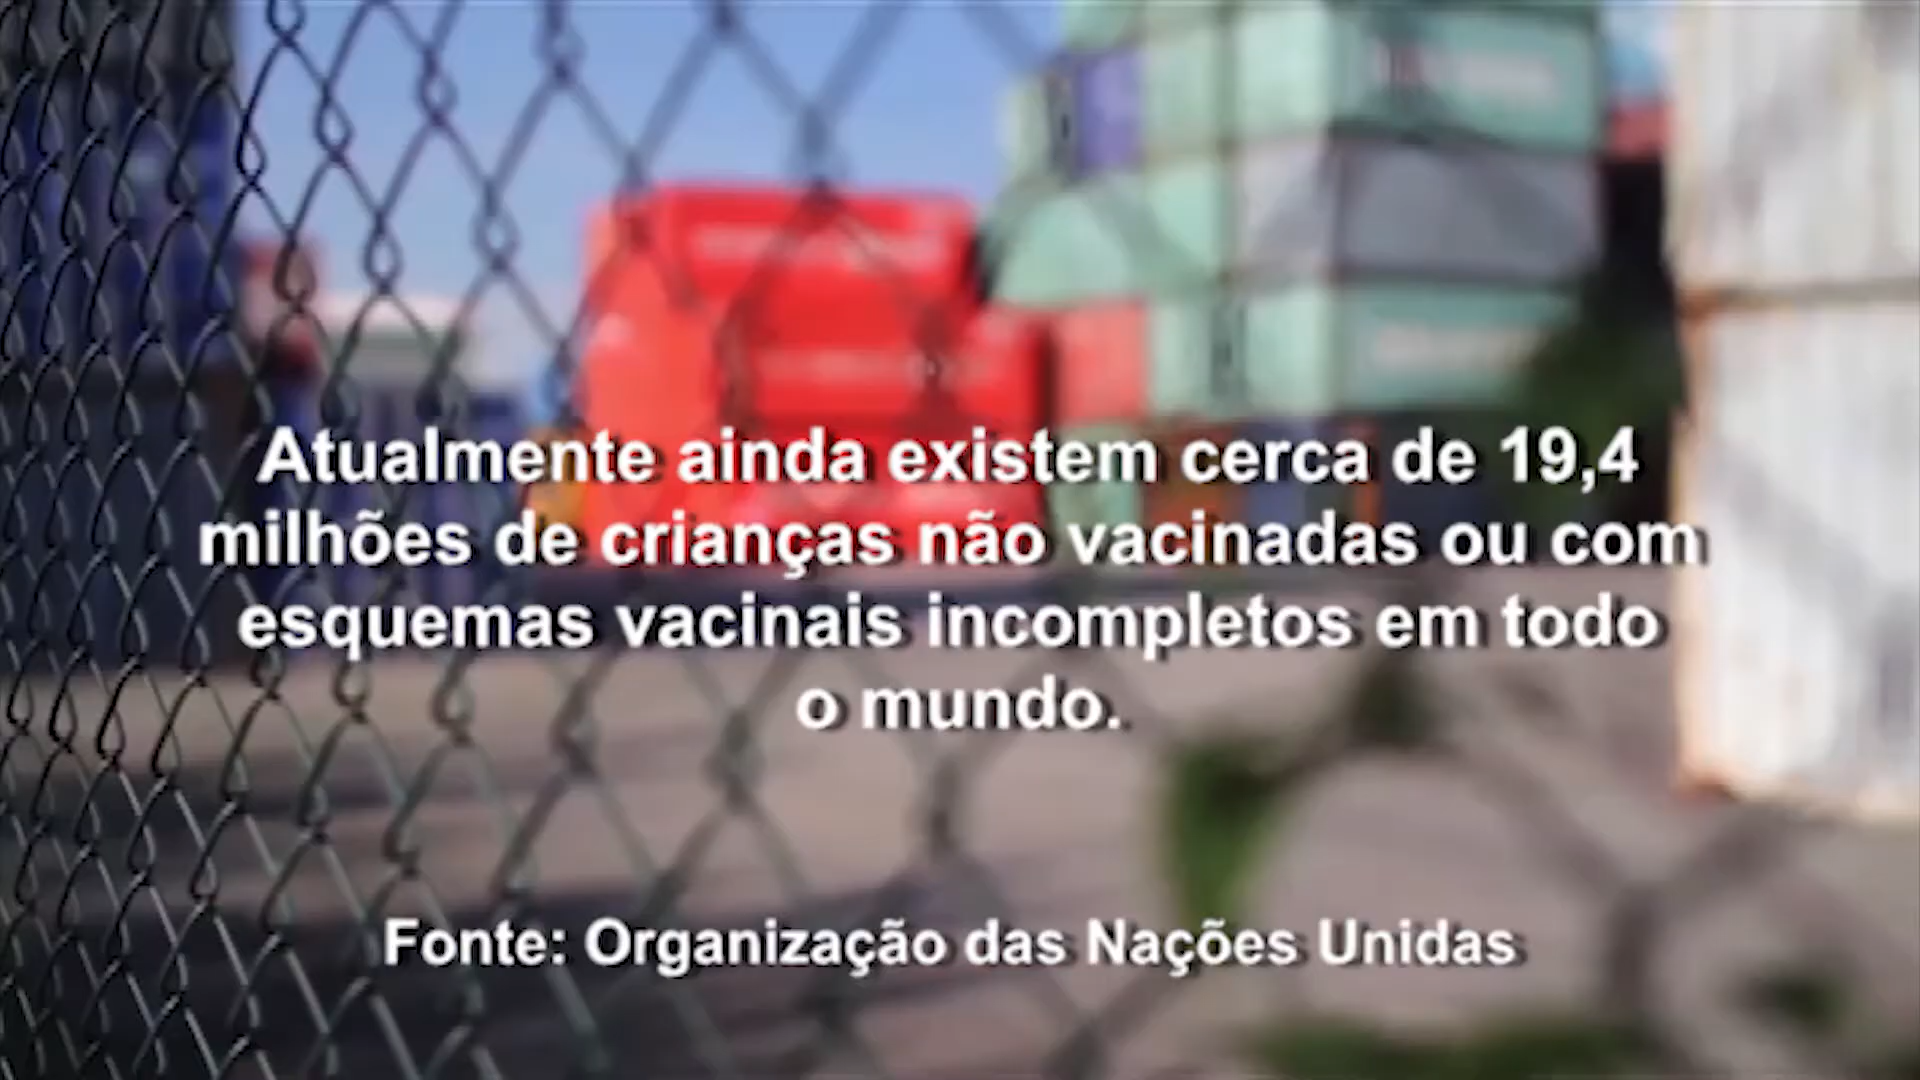 Atualmente ainda existem cerca de 19,4
milhões de crianças não vacinadas ou com
esquemas vacinais incompletos em todo
o mundo.
Fonte: Organização das Nações Unidas